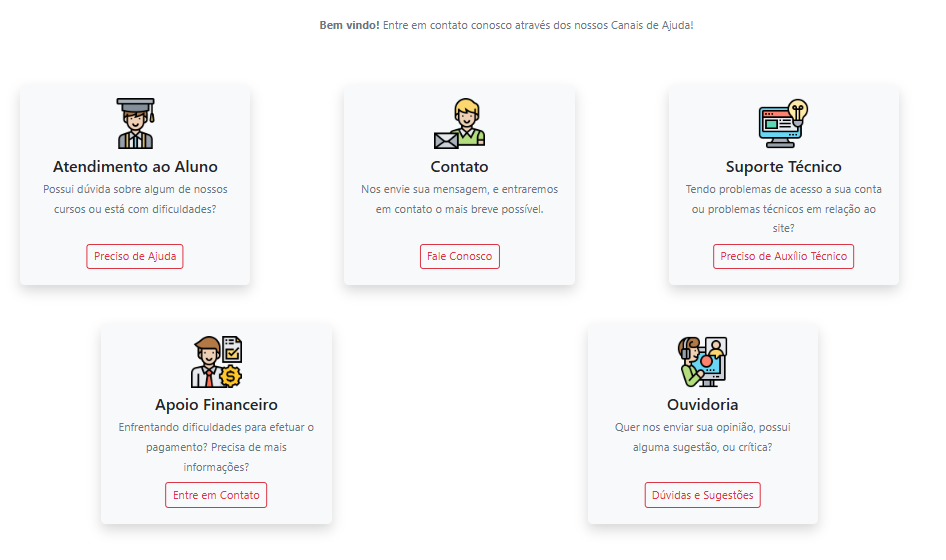 Bem vindo! Entre em contato conosco através dos nossos Canais de Ajuda!
Atendimento ao Aluno
Possui dúvida sobre algum de nossos
cursos ou está com dificuldades?
Preciso de Ajuda
Contato
Nos envie sua mensagem, e entraremos
em contato o mais breve possível.
Fale Conosco
Suporte Técnico
Tendo problemas de acesso a sua conta
ou problemas técnicos em relação ao
site?
Preciso de Auxílio Técnico
Apoio Financeiro
Enfrentando dificuldades para efetuar o
pagamento? Precisa de mais
informações?
Entre em Contato
Ouvidoria
Quer nos enviar sua opinião, possui
alguma sugestão, ou crítica?
Dúvidas e Sugestões